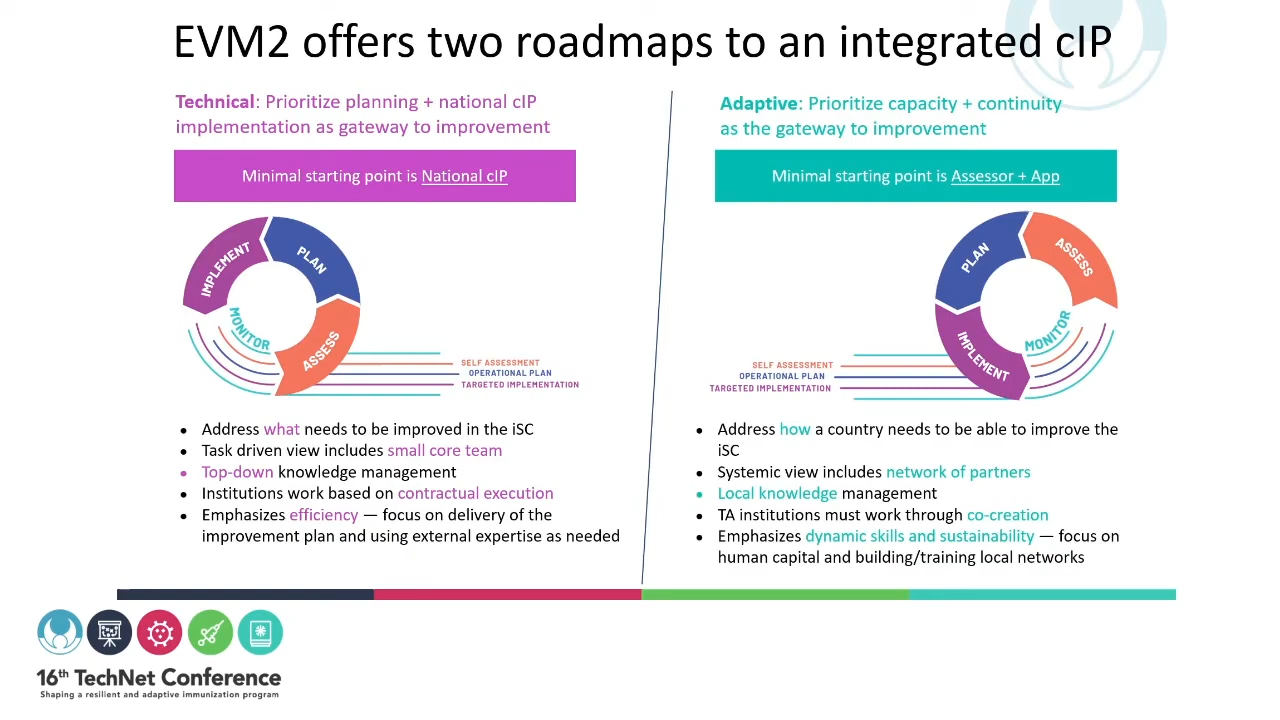 EVM2 offers two roadmaps to an integrated cIP
Technical: Prioritize planning + national cIP
implementation as gateway to improvement
Minimal starting point is National cIP
IMPLEMENT
PLAN
MONITOR
ASSESS
SELF ASSESSMENT
OPERATIONAL PLAN
TARGETED IMPLEMENTATION
• Address what needs to be improved in the iSC
• Task driven view includes small core team
• Top-down knowledge management
• Institutions work based on contractual execution
• Emphasizes efficiency — focus on delivery of the
improvement plan and using external expertise as needed
Adaptive: Prioritize capacity + continuity
as the gateway to improvement
Minimal starting point is Assessor + App
PLAN
ASSESS
MONITOR
IMPLEMENT
SELF ASSESSMENT
OPERATIONAL PLAN
TARGETED IMPLEMENTATION
• Address how a country needs to be able to improve the
iSC
• Systemic view includes network of partners
• Local knowledge management
• TA institutions must work through co-creation
• Emphasizes dynamic skills and sustainability — focus on
human capital and building/training local networks
16th TechNet Conference
Shaping a resilient and adaptive immunization program